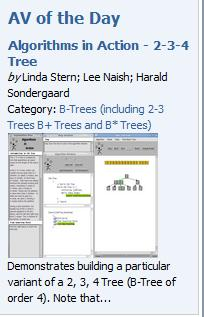 AV of the Day
Algorithms in Action - 2-3-4
Tree
by Linda Stern; Lee Naish; Harald
Sondergaard
Category: B-Trees (including 2-3
Trees B+ Trees and B* Trees)
Demonstrates building a particular
variant of a 2, 3, 4 Tree (B-Tree of
order 4). Note that...